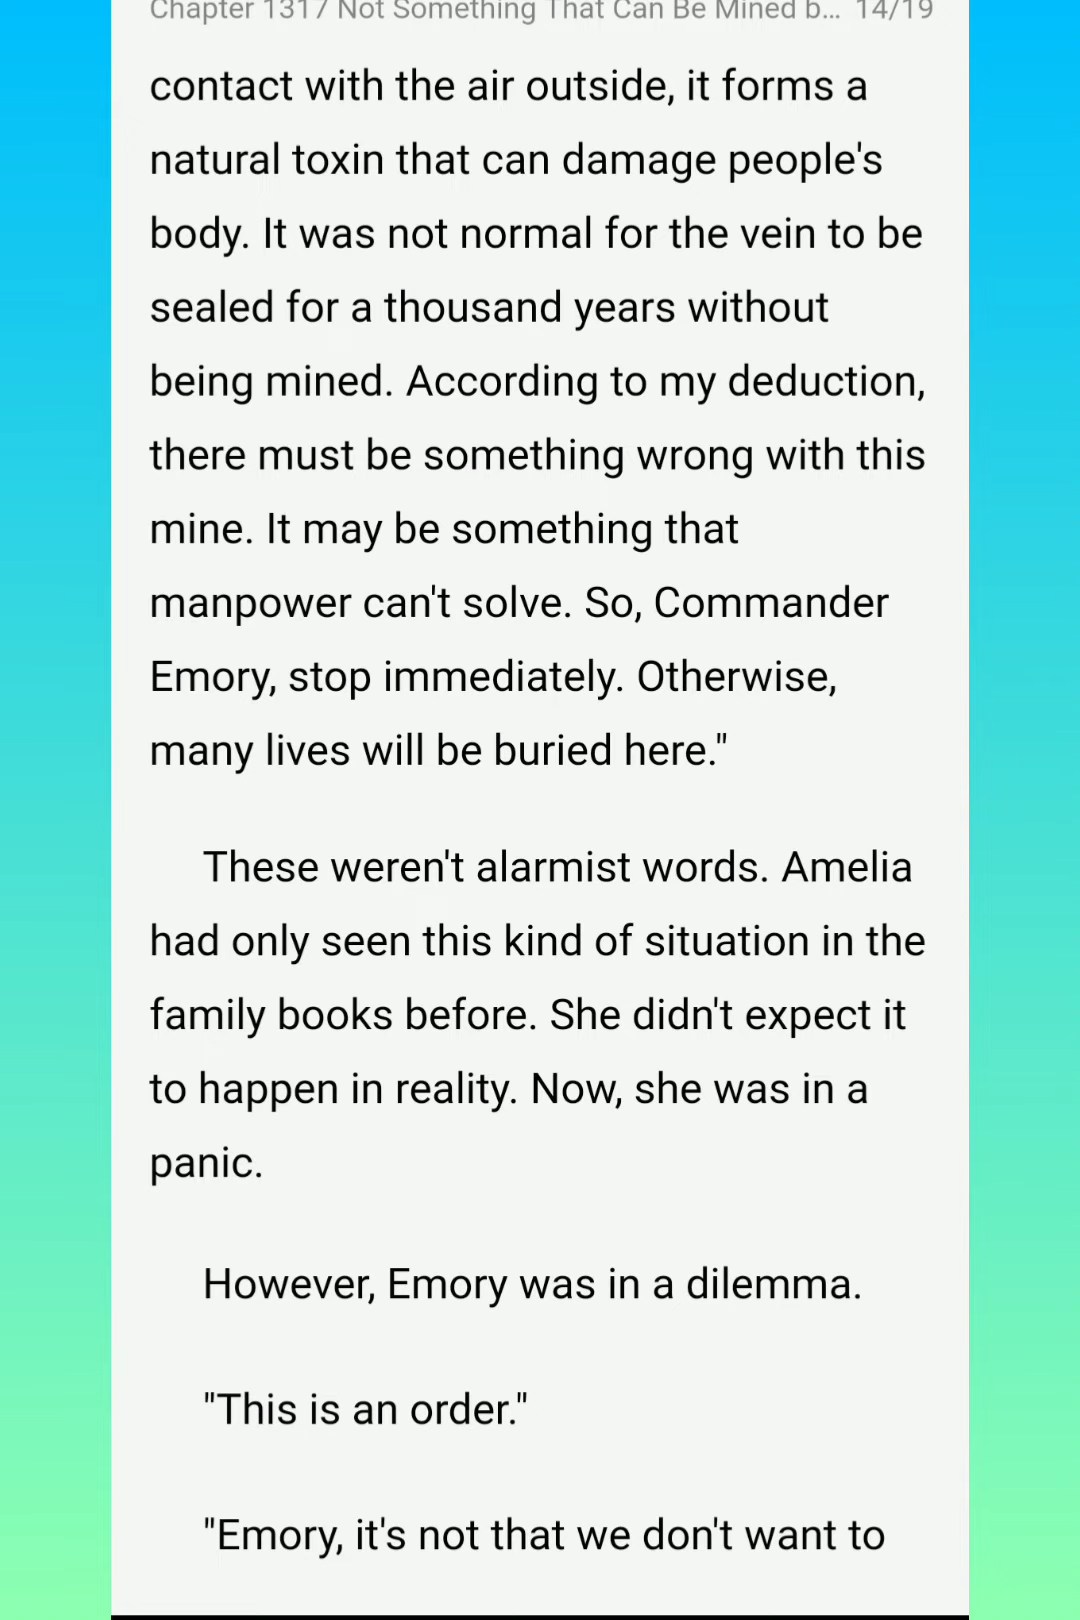 Chapter 1317 Not Something That Can Be Mined b... 14/19
contact with the air outside, it forms a
natural toxin that can damage people's
body. It was not normal for the vein to be
sealed for a thousand years without
being mined. According to my deduction,
there must be something wrong with this
mine. It may be something that
manpower can't solve. So, Commander
Emory, stop immediately. Otherwise,
many lives will be buried here."
These weren't alarmist words. Amelia
had only seen this kind of situation in the
family books before. She didn't expect it
to happen in reality. Now, she was in a
panic.
However, Emory was in a dilemma.
"This is an order."
"Emory, it's not that we don't want to